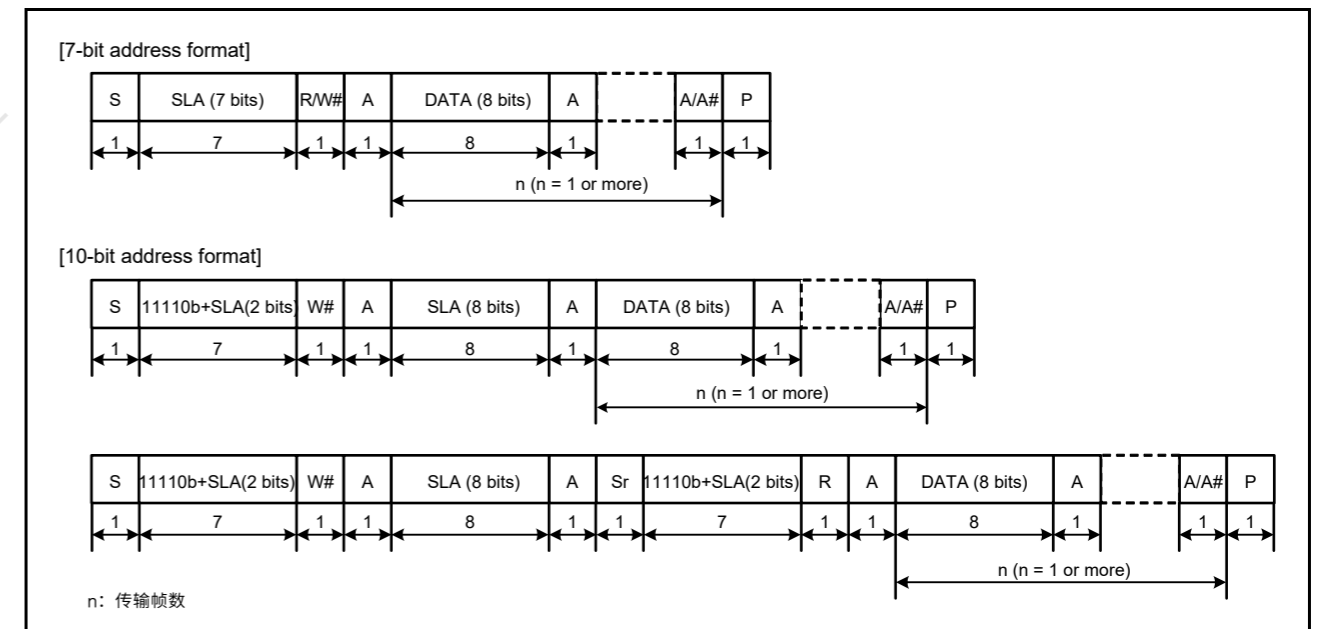 [7-bit address format]
S SLA (7 bits) R/W# A DATA (8 bits) A A/A# P
1 7 1 1 8 1 1 1
n (n = 1 or more)
[10-bit address format]
S 11110b+SLA(2 bits) W# A SLA (8 bits) A DATA (8 bits) A A/A# P
1 7 1 1 8 1 8 1 1 1
n (n = 1 or more)
S 11110b+SLA(2 bits) W# A SLA (8 bits) A Sr 11110b+SLA(2 bits) R A DATA (8 bits) A A/A# P
1 7 1 1 8 1 1 7 1 1 8 1 1 1
n (n = 1 or more)
n：传输帧数